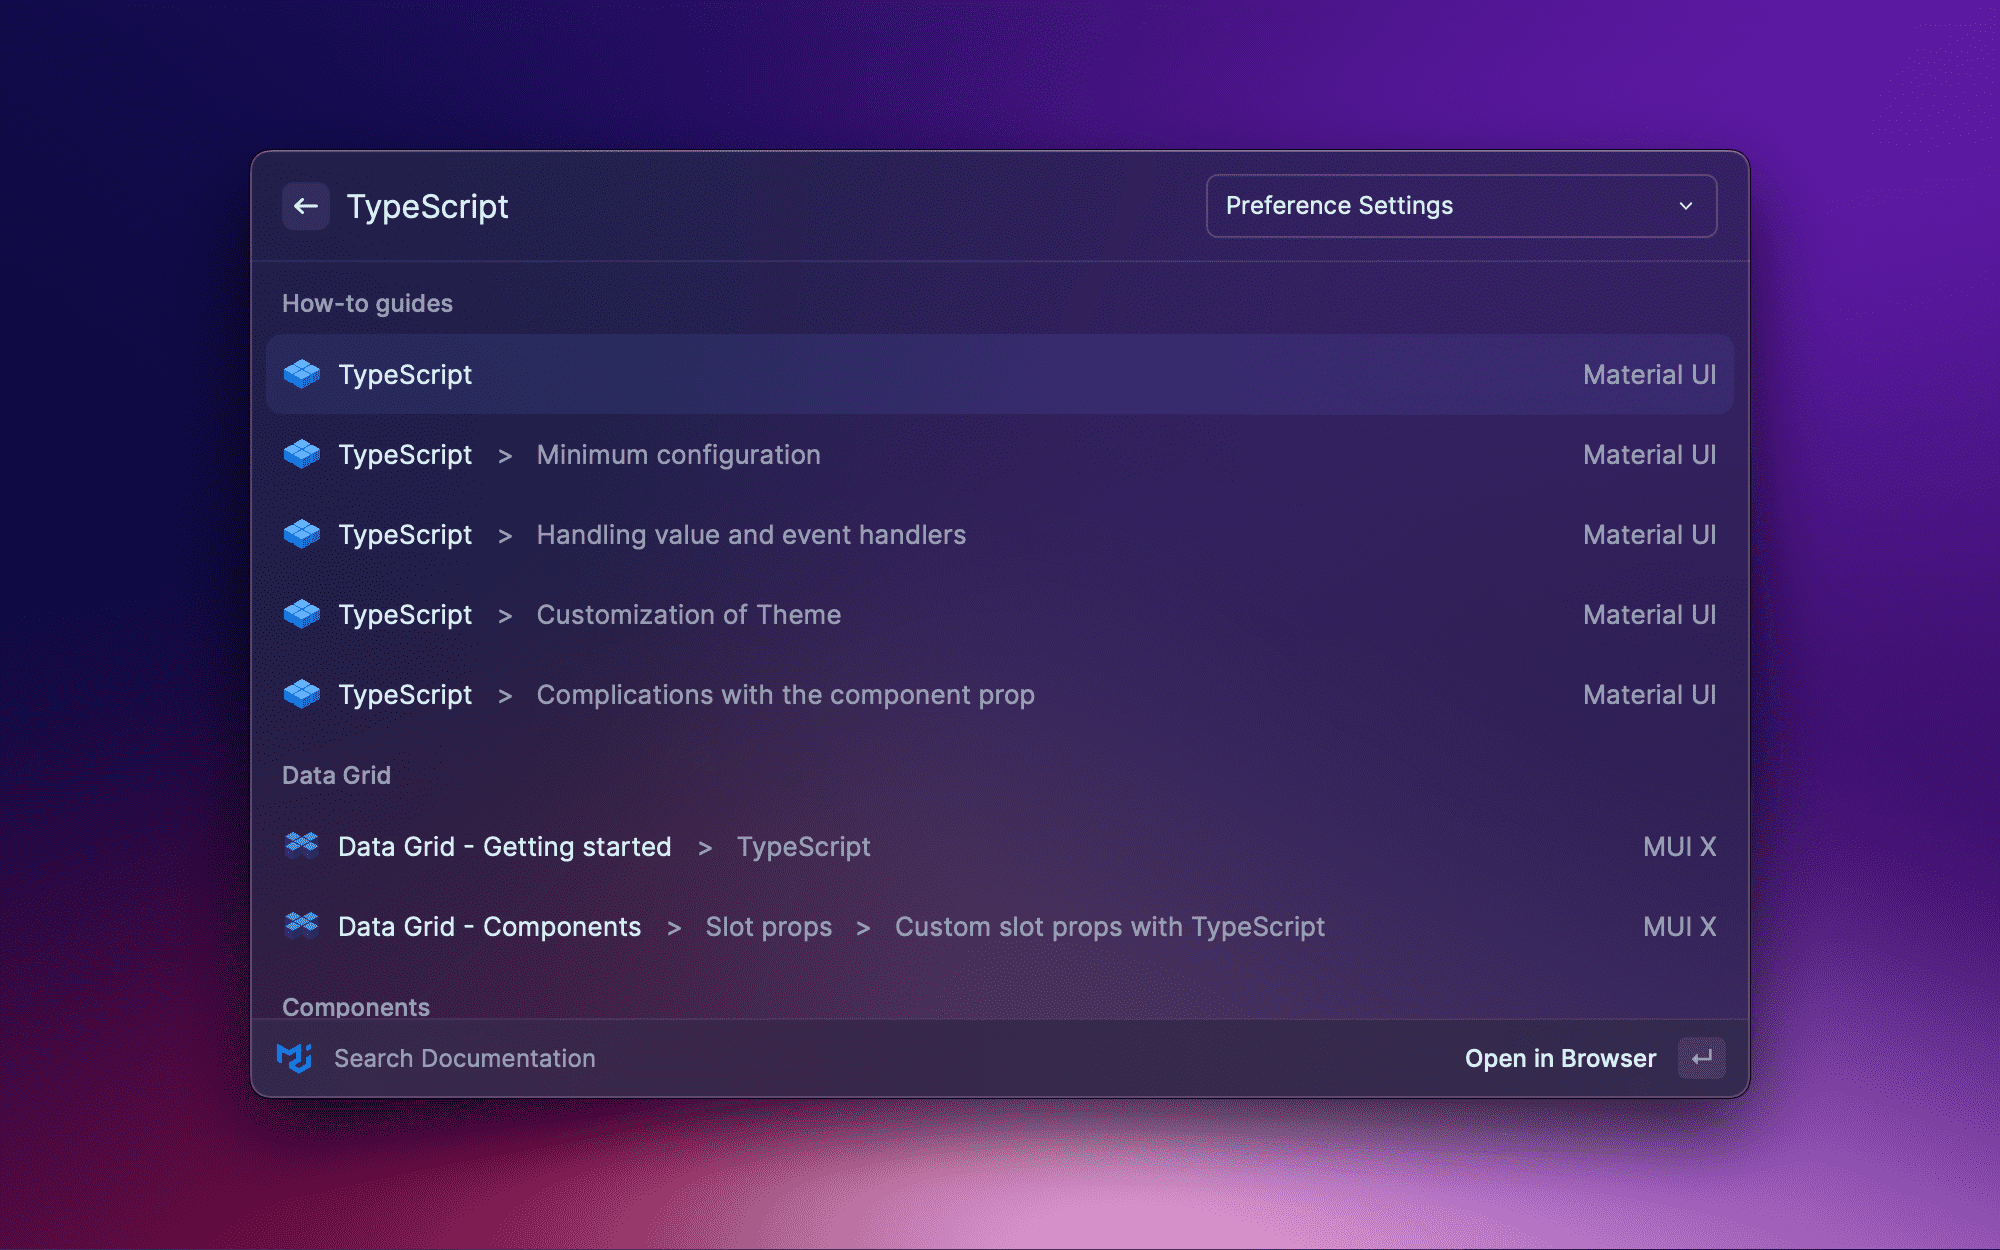 TypeScript
Preference Settings
How-to guides
TypeScript Material UI
TypeScript > Minimum configuration Material UI
TypeScript > Handling value and event handlers Material UI
TypeScript > Customization of Theme Material UI
TypeScript > Complications with the component prop Material UI
Data Grid
Data Grid - Getting started > TypeScript MUI X
Data Grid - Components > Slot props > Custom slot props with TypeScript MUI X
Components
Search Documentation
Open in Browser